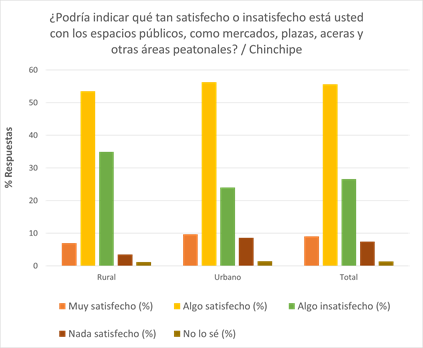 ¿Podría indicar qué tan satisfecho o insatisfecho está usted
con los espacios públicos, como mercados, plazas, aceras y
otras áreas peatonales? / Chinchipe
% Respuestas
60
50
40
30
20
10
0
Rural Urbano Total
Muy satisfecho (%) Algo satisfecho (%) Algo insatisfecho (%)
Nada satisfecho (%) No lo sé (%)